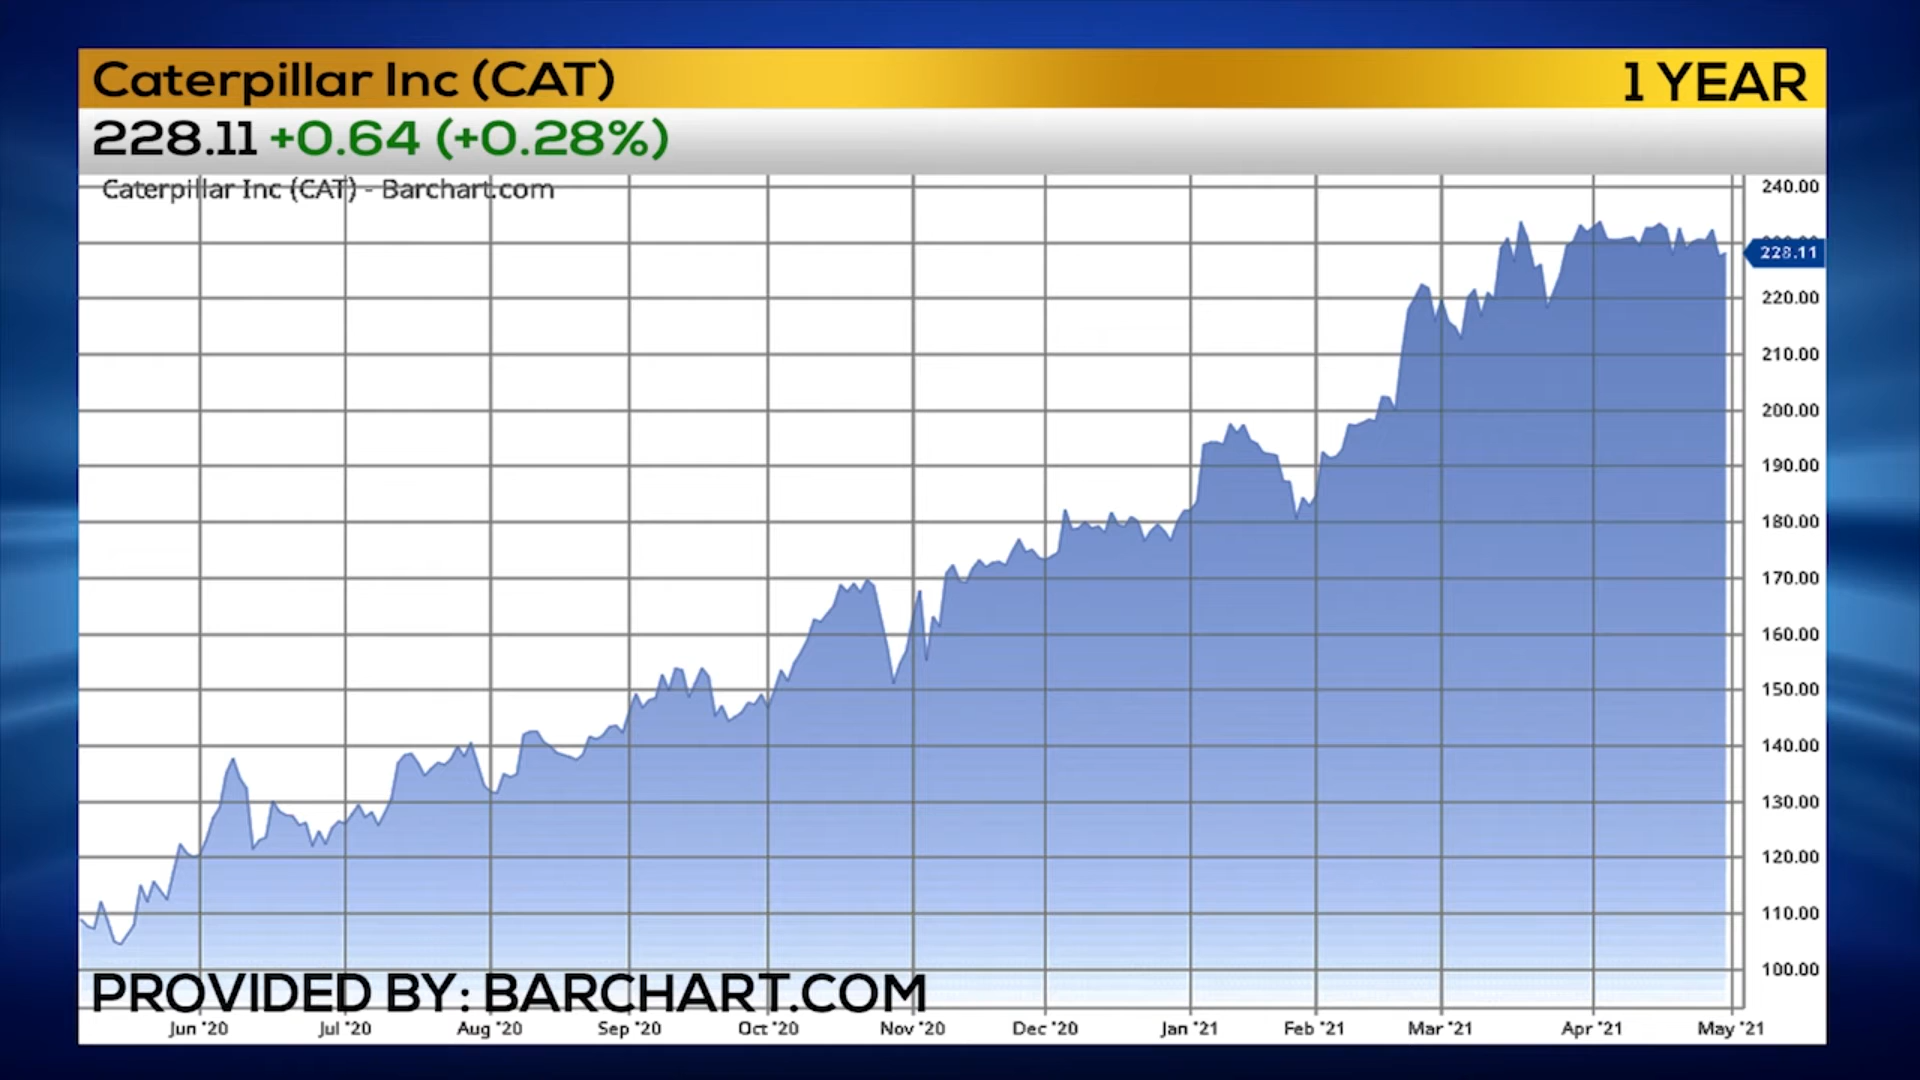 Caterpillar Inc (CAT)
1 YEAR
228.11 +0.64 (+0.28%)
Caterpillar Inc (CAT) - Barchart.com
240.00
228.11
220.00
210.00
200.00
190.00
180.00
170.00
160.00
150.00
140.00
130.00
120.00
110.00
100.00
PROVIDED BY: BARCHART.COM
Jun '20 Jul '20 Aug '20 Sep '20 Oct '20 Nov '20 Dec '20 Jan '21 Feb '21 Mar '21 Apr '21 May '21